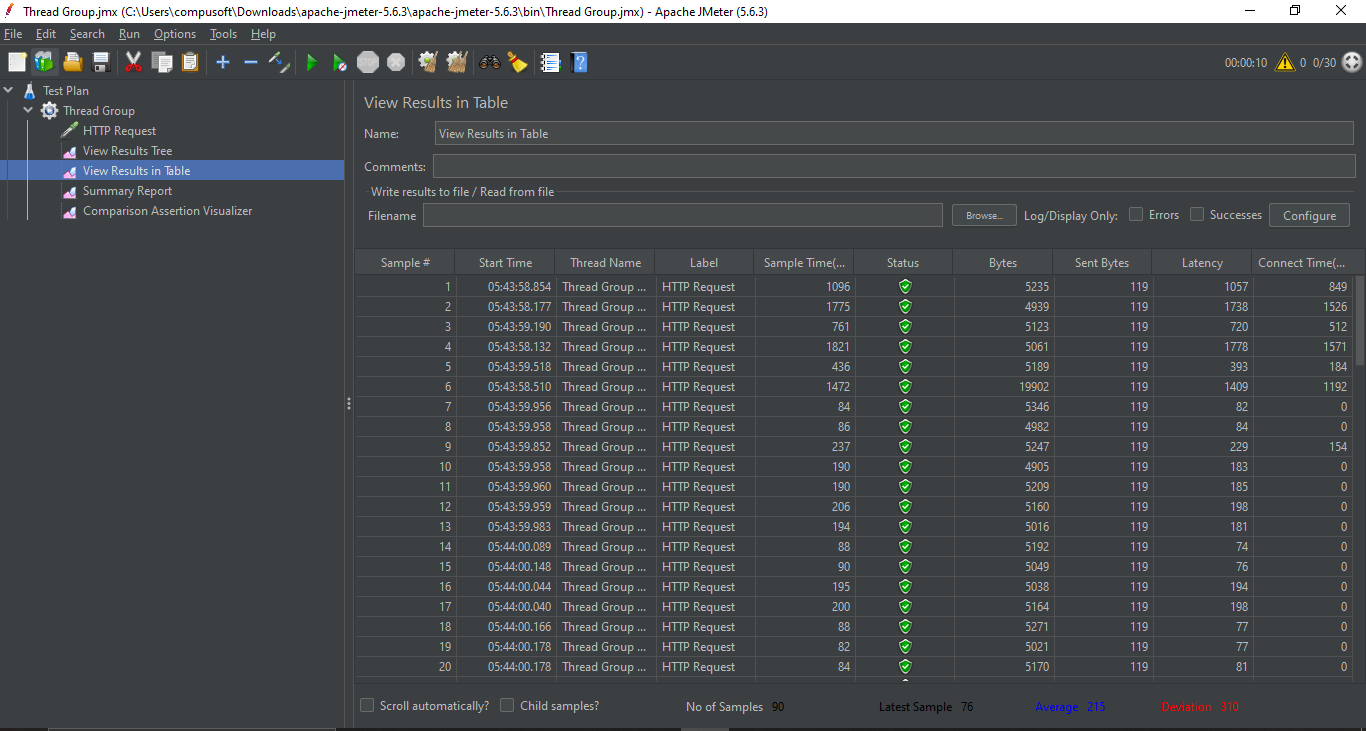 Thread Group.jmx (C:\Users\compusoft\Downloads\apache-jmeter-5.6.3\apache-jmeter-5.6.3\bin\Thread Group.jmx) - Apache JMeter (5.6.3)
File Edit Search Run Options Tools Help
STOP 00:00:10 0 0/30
Test Plan
Thread Group
HTTP Request
View Results Tree
View Results in Table
Summary Report
Comparison Assertion Visualizer
View Results in Table
Name: View Results in Table
Comments:
Write results to file / Read from file
Filename Browse... Log/Display Only: Errors Successes Configure
Sample # Start Time Thread Name Label Sample Time(... Status Bytes Sent Bytes Latency Connect Time(...
1 05:43:58.854 Thread Group ... HTTP Request 1096 5235 119 1057 849
2 05:43:58.177 Thread Group ... HTTP Request 1775 4939 119 1738 1526
3 05:43:59.190 Thread Group ... HTTP Request 761 5123 119 720 512
4 05:43:58.132 Thread Group ... HTTP Request 1821 5061 119 1778 1571
5 05:43:59.518 Thread Group ... HTTP Request 436 5189 119 393 184
6 05:43:58.510 Thread Group ... HTTP Request 1472 19902 119 1409 1192
7 05:43:59.956 Thread Group ... HTTP Request 84 5346 119 82 0
8 05:43:59.958 Thread Group ... HTTP Request 86 4982 119 84 0
9 05:43:59.852 Thread Group ... HTTP Request 237 5247 119 229 154
10 05:43:59.958 Thread Group ... HTTP Request 190 4905 119 183 0
11 05:43:59.960 Thread Group ... HTTP Request 190 5209 119 185 0
12 05:43:59.959 Thread Group ... HTTP Request 206 5160 119 198 0
13 05:43:59.983 Thread Group ... HTTP Request 194 5016 119 181 0
14 05:44:00.089 Thread Group ... HTTP Request 88 5192 119 74 0
15 05:44:00.148 Thread Group ... HTTP Request 90 5049 119 76 0
16 05:44:00.044 Thread Group ... HTTP Request 195 5038 119 194 0
17 05:44:00.040 Thread Group ... HTTP Request 200 5164 119 198 0
18 05:44:00.166 Thread Group ... HTTP Request 88 5271 119 77 0
19 05:44:00.178 Thread Group ... HTTP Request 82 5021 119 77 0
20 05:44:00.178 Thread Group ... HTTP Request 84 5170 119 81 0
Scroll automatically? Child samples? No of Samples 90 Latest Sample 76 Average 215 Deviation 310